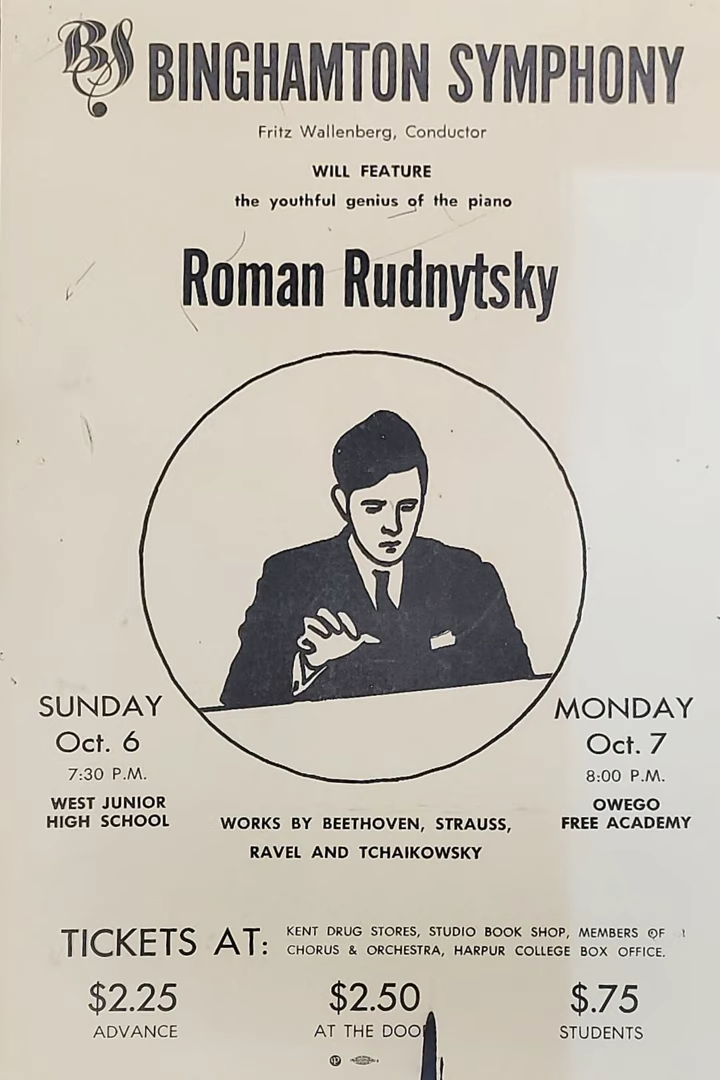 BS BINGHAMTON SYMPHONY
Fritz Wallenberg, Conductor
WILL FEATURE
the youthful genius of the piano
Roman Rudnytsky
SUNDAY
Oct. 6
7:30 P.M.
WEST JUNIOR
HIGH SCHOOL
MONDAY
Oct. 7
8:00 P.M.
OWEGO
FREE ACADEMY
WORKS BY BEETHOVEN, STRAUSS,
RAVEL AND TCHAIKOWSKY
TICKETS AT:
KENT DRUG STORES, STUDIO BOOK SHOP, MEMBERS OF
CHORUS & ORCHESTRA, HARPUR COLLEGE BOX OFFICE.
$2.25
ADVANCE
$2.50
AT THE DOO
$.75
STUDENTS